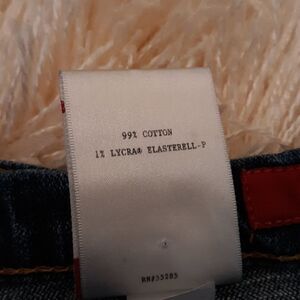 99% COTTON
1% LYCRA® ELASTERELL-P
RN#55285